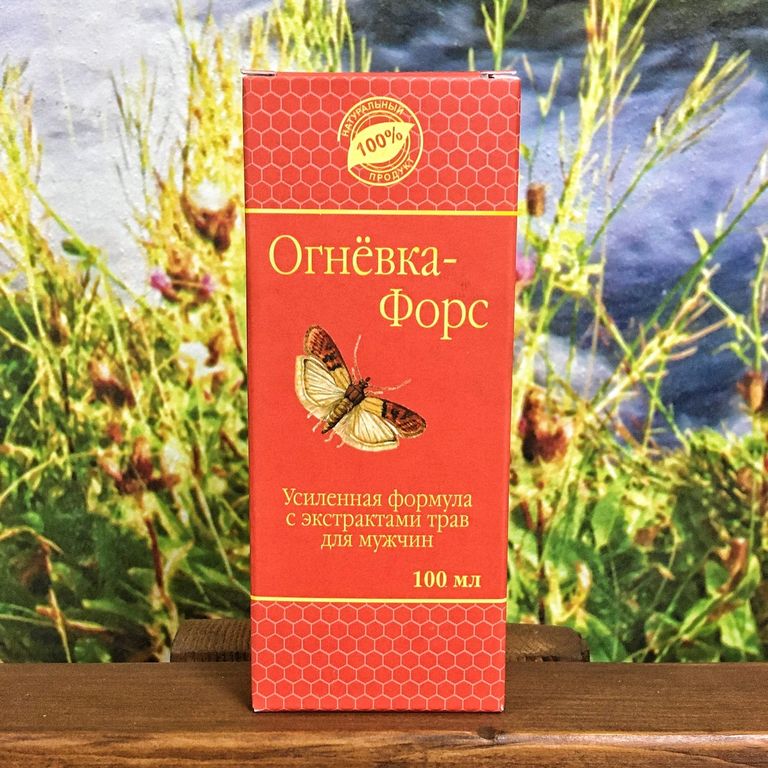 НАТУРАЛЬНЫЙ
100%
ПРОДУКТ
Огнёвка-
Форс
Усиленная формула
с экстрактами трав
для мужчин
100 мл